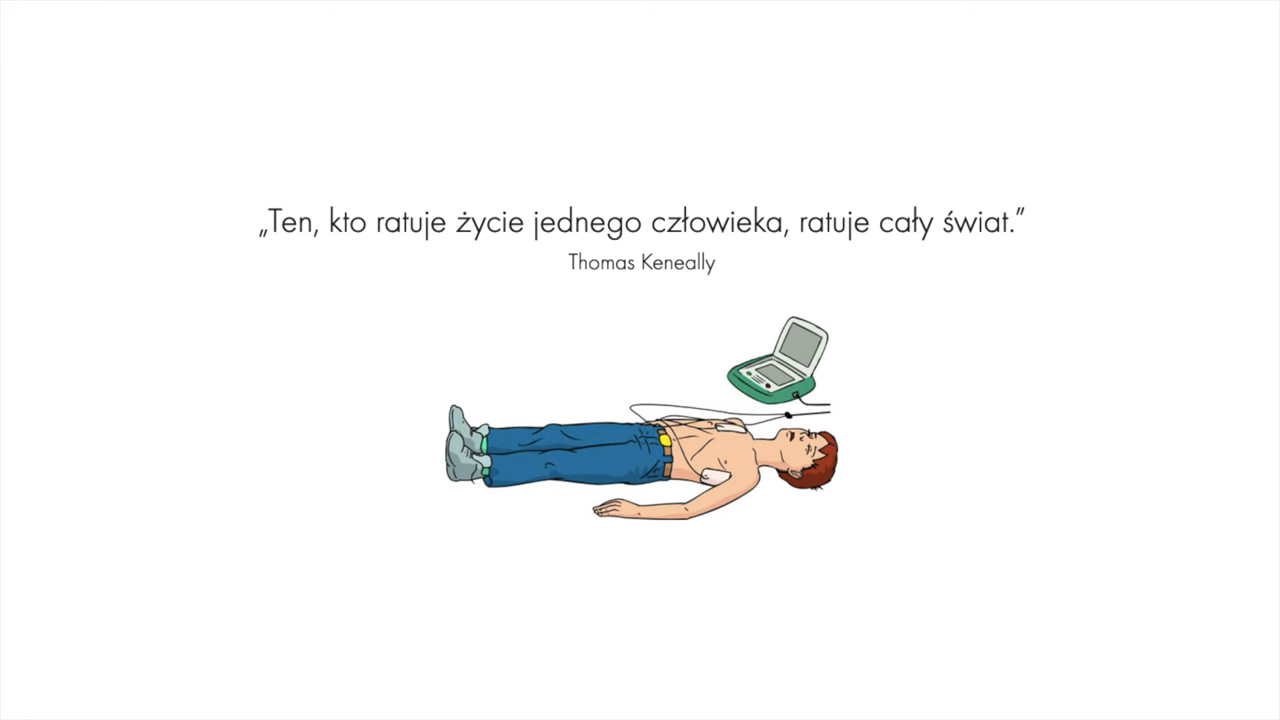 „Ten, kto ratuje życie jednego człowieka, ratuje cały świat.”
Thomas Keneally